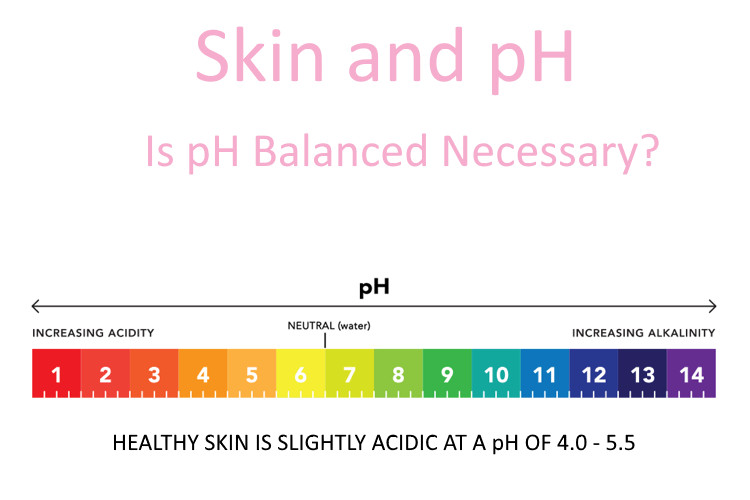 Skin and pH
Is pH Balanced Necessary?
pH
NEUTRAL (water)
INCREASING ACIDITY INCREASING ALKALINITY
1 2 3 4 5 6 7 8 9 10 11 12 13 14
HEALTHY SKIN IS SLIGHTLY ACIDIC AT A pH OF 4.0 - 5.5